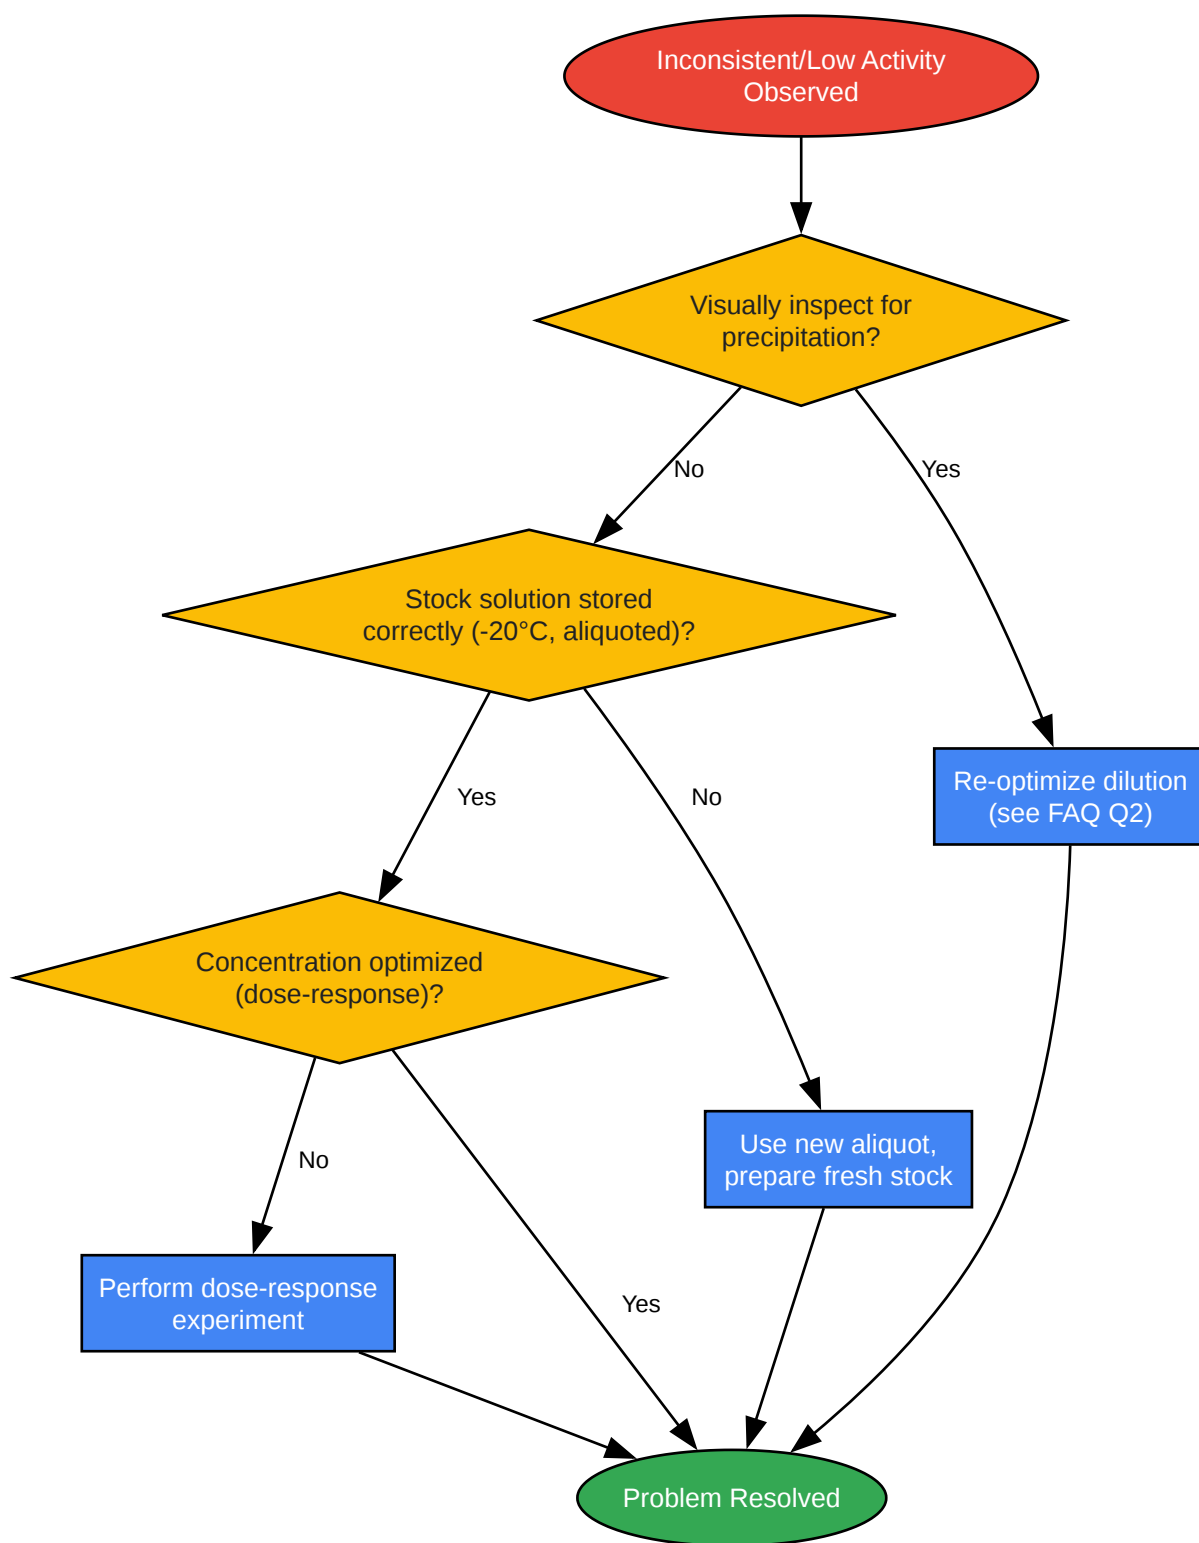 Inconsistent/Low Activity
Observed
Visually inspect for
precipitation?
No
Yes
Stock solution stored
correctly (-20°C, aliquoted)?
Yes
No
Re-optimize dilution
(see FAQ Q2)
Concentration optimized
(dose-response)?
No
Yes
Use new aliquot,
prepare fresh stock
Perform dose-response
experiment
Problem Resolved